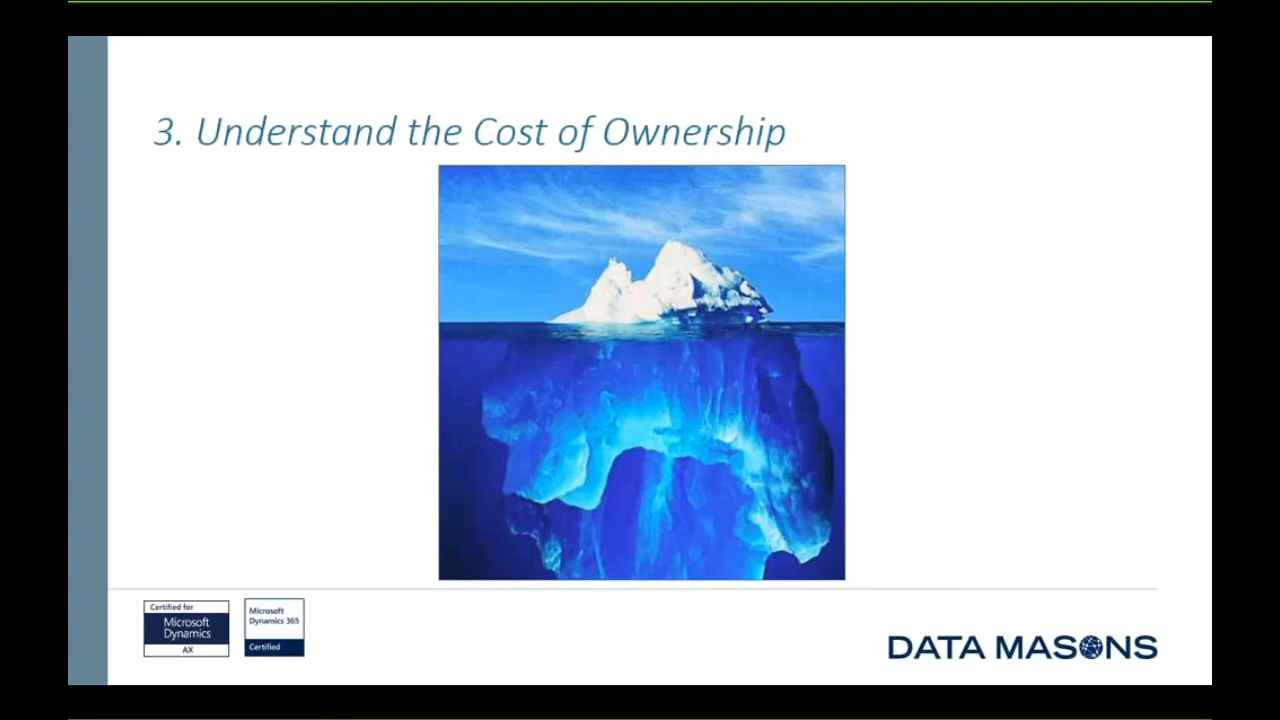 3. Understand the Cost of Ownership
Certified for
Microsoft
Dynamics
AX
Microsoft
Dynamics 365
Certified
DATA MASONS